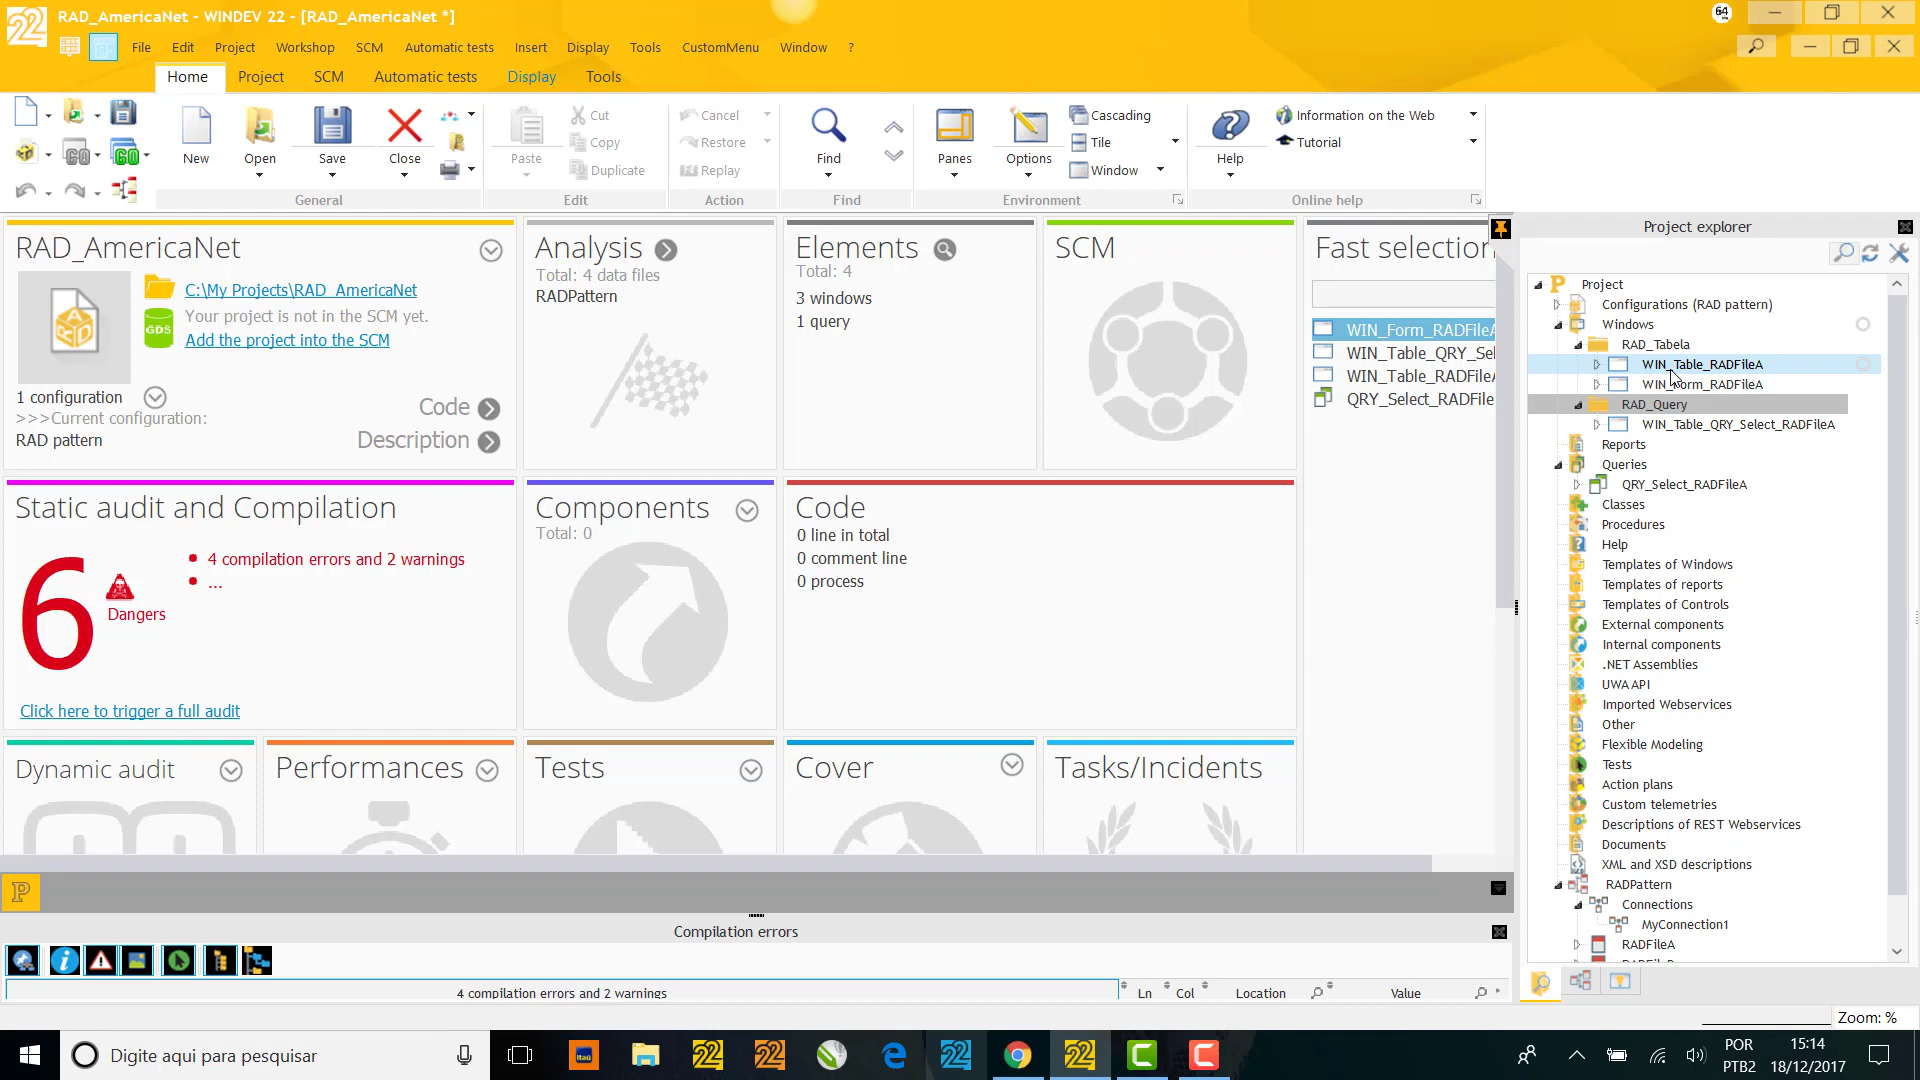 RAD_AmericaNet - WINDEV 22 - [RAD_AmericaNet *]
File Edit Project Workshop SCM Automatic tests Insert Display Tools CustomMenu Window ?
Home Project SCM Automatic tests Display Tools
New Open Save Close
General
Paste Cut
Copy
Duplicate
Edit
Cancel
Restore
Replay
Action
Find
Find
Panes Options
Cascading
Tile
Window
Environment
Help
Information on the Web
Tutorial
Online help
RAD_AmericaNet
C:\My Projects\RAD_AmericaNet
Your project is not in the SCM yet.
Add the project into the SCM
1 configuration
>>>Current configuration:
RAD pattern
Code
Description
Analysis
Total: 4 data files
RADPattern
Elements
Total: 4
3 windows
1 query
SCM
Fast selection
WIN_Form_RADFileA
WIN_Table_QRY_Sel
WIN_Table_RADFileA
QRY_Select_RADFile
Static audit and Compilation
6
Dangers
4 compilation errors and 2 warnings
...
Click here to trigger a full audit
Components
Total: 0
Code
0 line in total
0 comment line
0 process
Dynamic audit
Performances
Tests
Cover
Tasks/Incidents
Compilation errors
4 compilation errors and 2 warnings Ln Col Location Value
Project explorer
Project
Configurations (RAD pattern)
Windows
RAD_Tabela
WIN_Table_RADFileA
WIN_Form_RADFileA
RAD_Query
WIN_Table_QRY_Select_RADFileA
Reports
Queries
QRY_Select_RADFileA
Classes
Procedures
Help
Templates of Windows
Templates of reports
Templates of Controls
External components
Internal components
.NET Assemblies
UWA API
Imported Webservices
Other
Flexible Modeling
Tests
Action plans
Custom telemetries
Descriptions of REST Webservices
Documents
XML and XSD descriptions
RADPattern
Connections
MyConnection1
RADFileA
Zoom: %
Digite aqui para pesquisar
POR
PTB2
15:14
18/12/2017